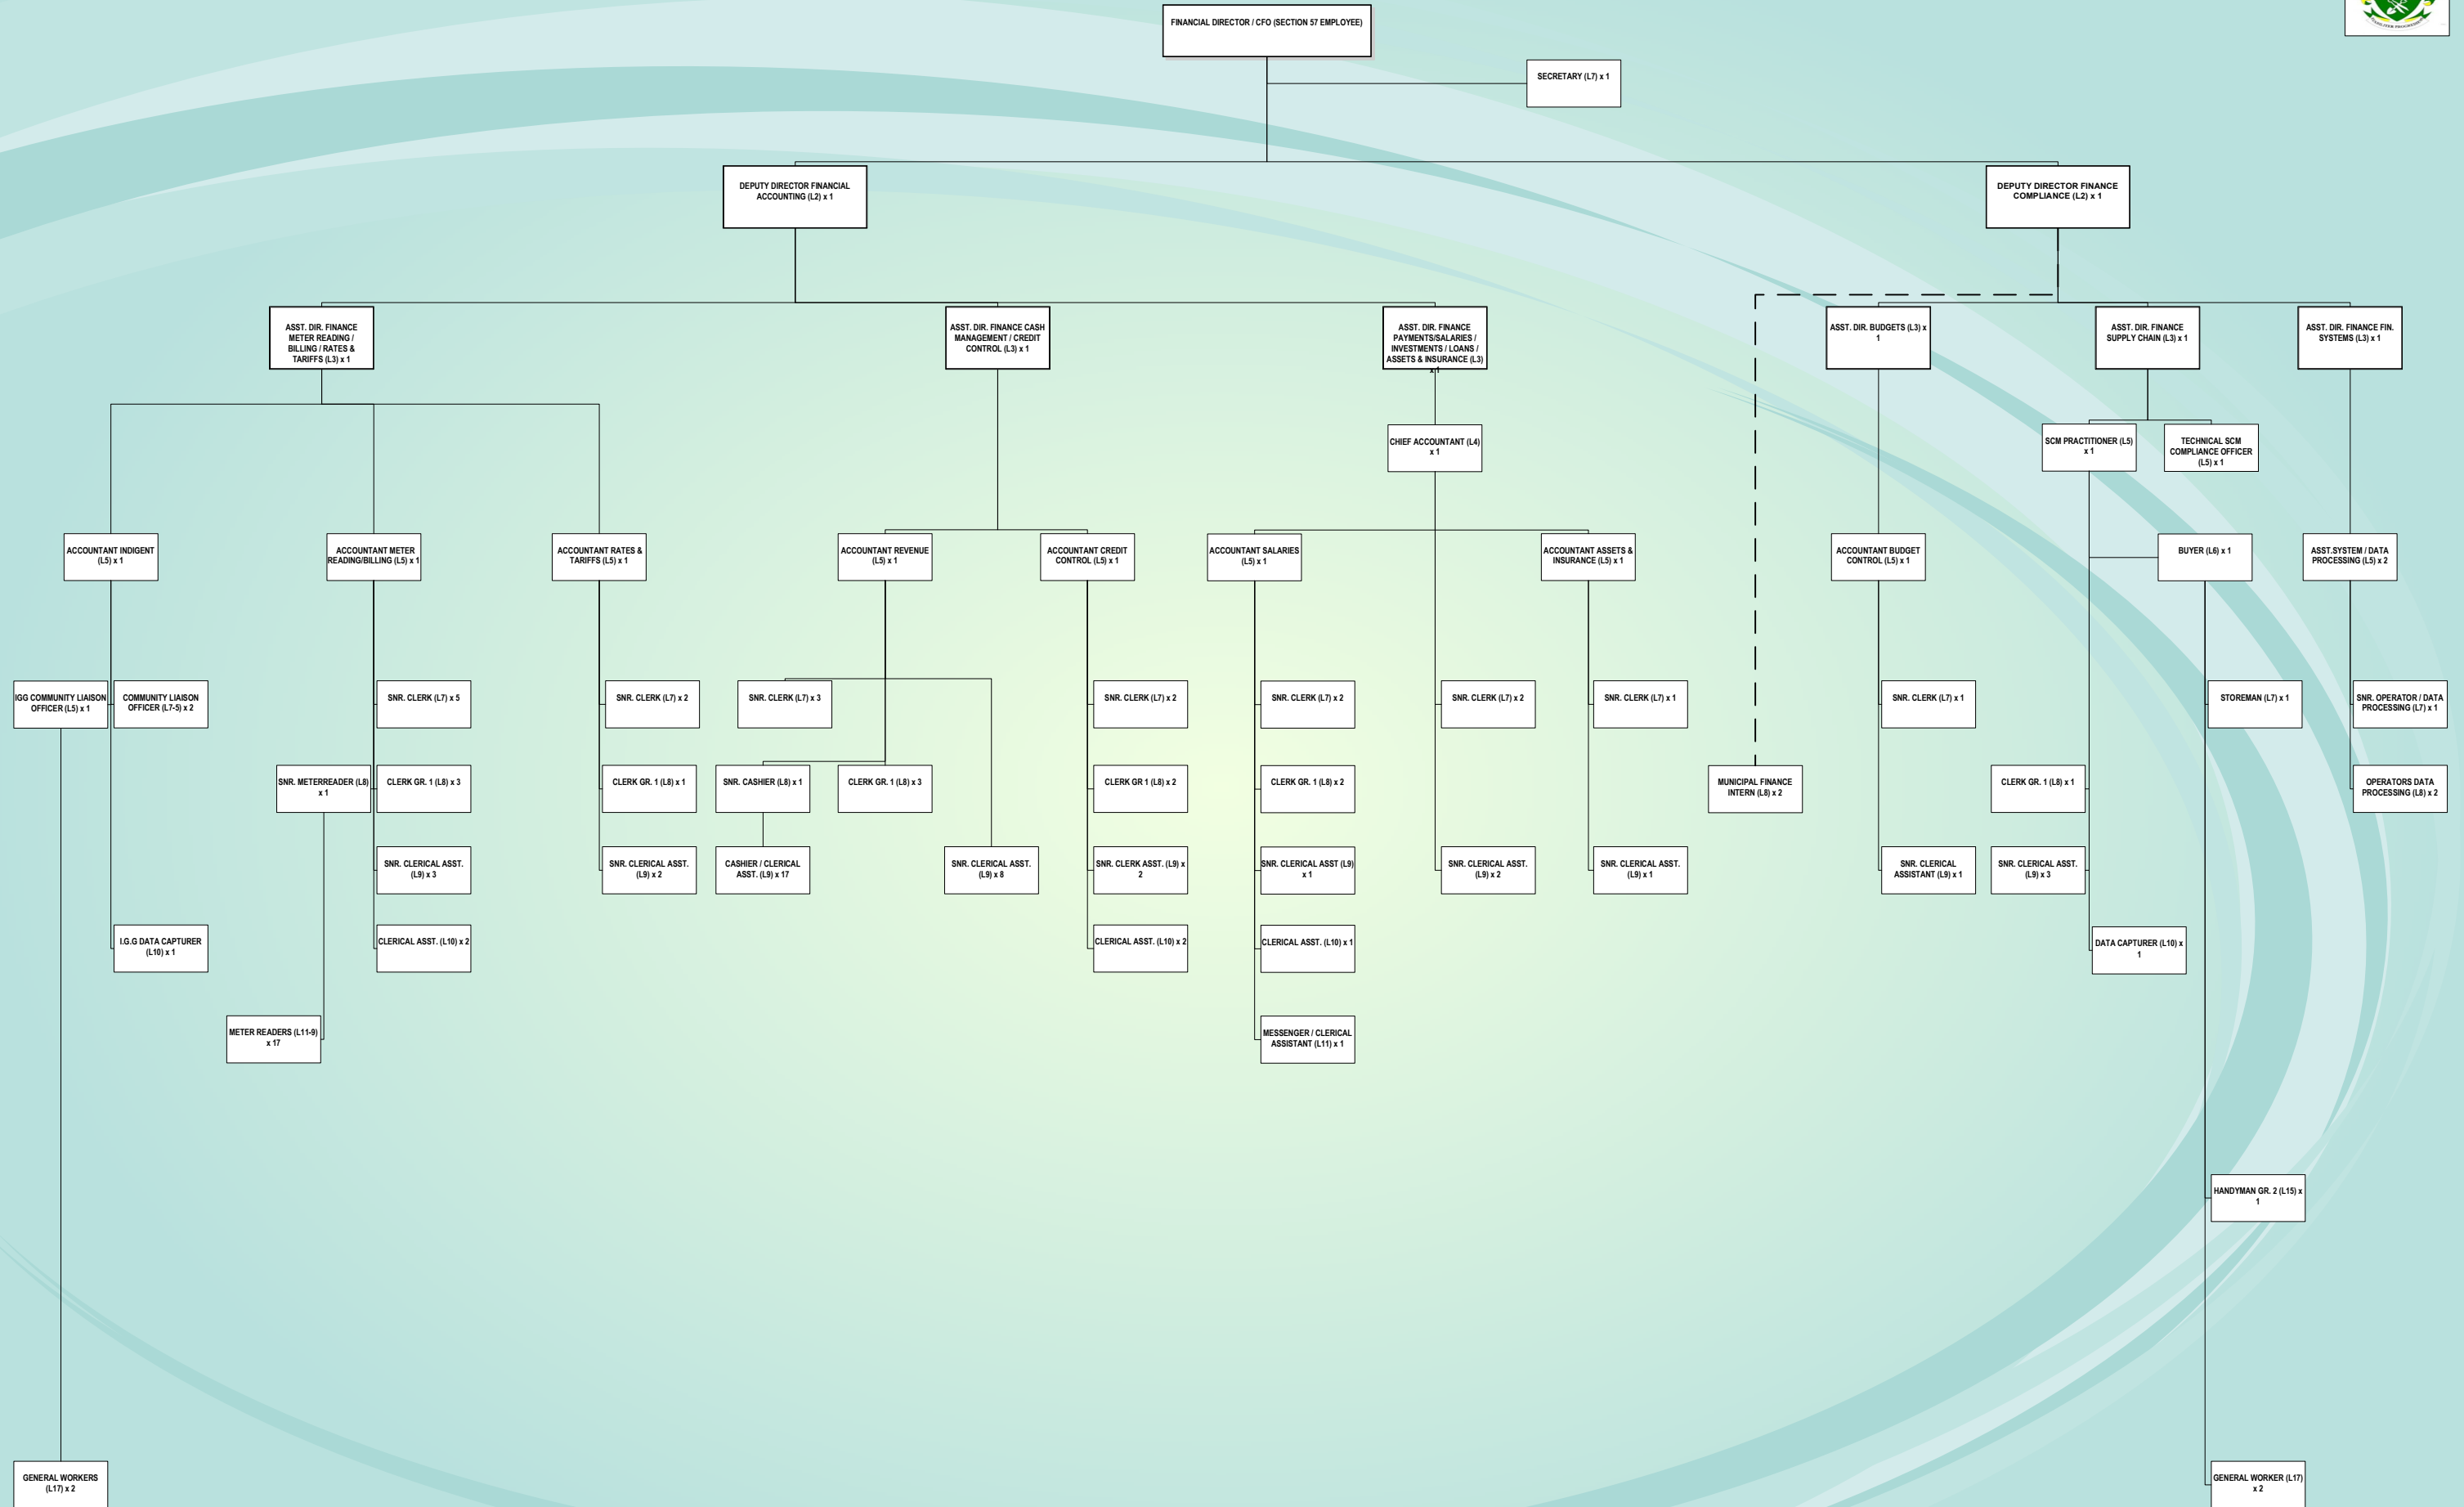 FINANCIAL DIRECTOR / CFO (SECTION 57 EMPLOYEE)
SECRETARY (L7) x 1
DEPUTY DIRECTOR FINANCIAL
ACCOUNTING (L2) x 1
DEPUTY DIRECTOR FINANCE
COMPLIANCE (L2) x 1
ASST. DIR. FINANCE
METER READING /
BILLING / RATES &
TARIFFS (L3) x 1
ASST. DIR. FINANCE CASH
MANAGEMENT / CREDIT
CONTROL (L3) x 1
ASST. DIR. FINANCE
PAYMENTS/SALARIES /
INVESTMENTS / LOANS /
ASSETS & INSURANCE (L3)
x 1
ASST. DIR. BUDGETS (L3) x
1
ASST. DIR. FINANCE
SUPPLY CHAIN (L3) x 1
ASST. DIR. FINANCE FIN.
SYSTEMS (L3) x 1
CHIEF ACCOUNTANT (L4)
x 1
SCM PRACTITIONER (L5)
x 1
TECHNICAL SCM
COMPLIANCE OFFICER
(L5) x 1
ACCOUNTANT INDIGENT
(L5) x 1
ACCOUNTANT METER
READING/BILLING (L5) x 1
ACCOUNTANT RATES &
TARIFFS (L5) x 1
ACCOUNTANT REVENUE
(L5) x 1
ACCOUNTANT CREDIT
CONTROL (L5) x 1
ACCOUNTANT SALARIES
(L5) x 1
ACCOUNTANT ASSETS &
INSURANCE (L5) x 1
ACCOUNTANT BUDGET
CONTROL (L5) x 1
BUYER (L6) x 1
ASST.SYSTEM / DATA
PROCESSING (L5) x 2
IGG COMMUNITY LIAISON
OFFICER (L5) x 1
COMMUNITY LIAISON
OFFICER (L7-5) x 2
SNR. CLERK (L7) x 5
SNR. CLERK (L7) x 2
SNR. CLERK (L7) x 3
SNR. CLERK (L7) x 2
SNR. CLERK (L7) x 2
SNR. CLERK (L7) x 2
SNR. CLERK (L7) x 1
SNR. CLERK (L7) x 1
STOREMAN (L7) x 1
SNR. OPERATOR / DATA
PROCESSING (L7) x 1
SNR. METERREADER (L8)
x 1
CLERK GR. 1 (L8) x 3
CLERK GR. 1 (L8) x 1
SNR. CASHIER (L8) x 1
CLERK GR. 1 (L8) x 3
CLERK GR 1 (L8) x 2
CLERK GR. 1 (L8) x 2
MUNICIPAL FINANCE
INTERN (L8) x 2
CLERK GR. 1 (L8) x 1
OPERATORS DATA
PROCESSING (L8) x 2
SNR. CLERICAL ASST.
(L9) x 3
SNR. CLERICAL ASST.
(L9) x 2
CASHIER / CLERICAL
ASST. (L9) x 17
SNR. CLERICAL ASST.
(L9) x 8
SNR. CLERK ASST. (L9) x
2
SNR. CLERICAL ASST (L9)
x 1
SNR. CLERICAL ASST.
(L9) x 2
SNR. CLERICAL ASST.
(L9) x 1
SNR. CLERICAL
ASSISTANT (L9) x 1
SNR. CLERICAL ASST.
(L9) x 3
I.G.G DATA CAPTURER
(L10) x 1
CLERICAL ASST. (L10) x 2
CLERICAL ASST. (L10) x 2
CLERICAL ASST. (L10) x 1
DATA CAPTURER (L10) x
1
METER READERS (L11-9)
x 17
MESSENGER / CLERICAL
ASSISTANT (L11) x 1
HANDYMAN GR. 2 (L15) x
1
GENERAL WORKERS
(L17) x 2
GENERAL WORKER (L17)
x 2